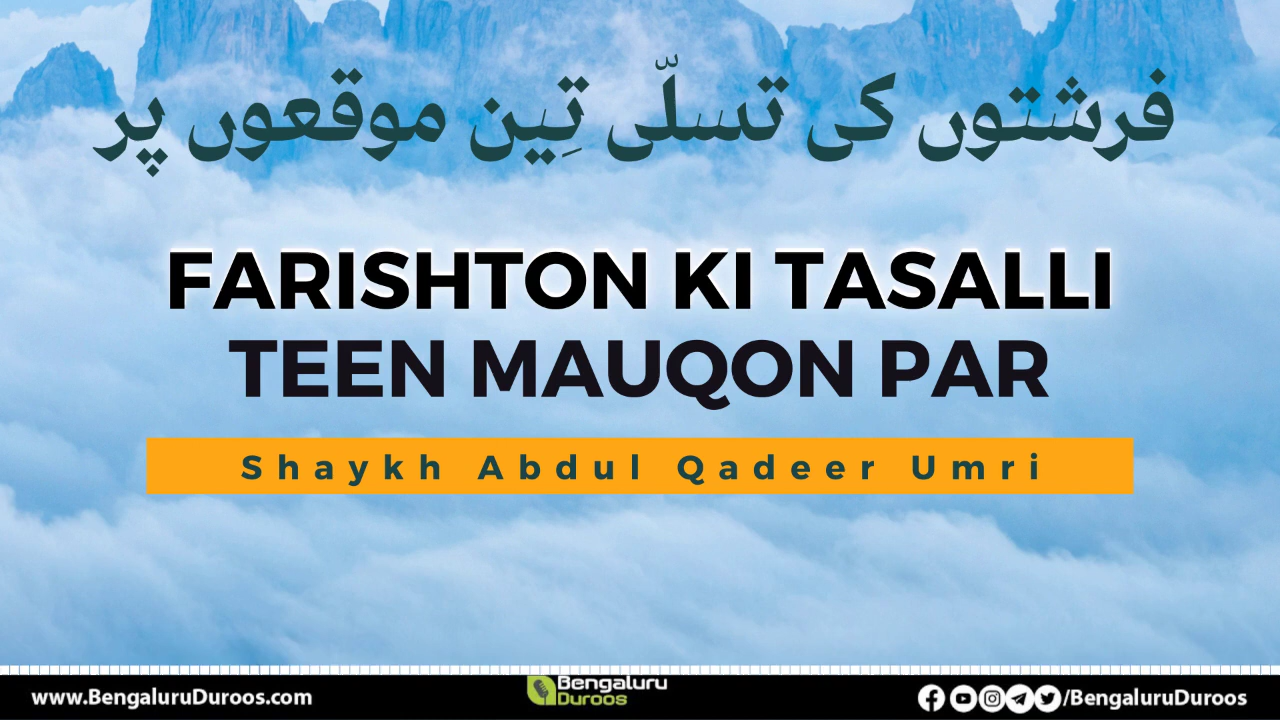 فرشتوں کی تسلّی تِین موقعوں پر
FARISHTON KI TASALLI
TEEN MAUQON PAR
Shaykh Abdul Qadeer Umri
www.BengaluruDuroos.com
Bengaluru
Duroos
/BengaluruDuroos